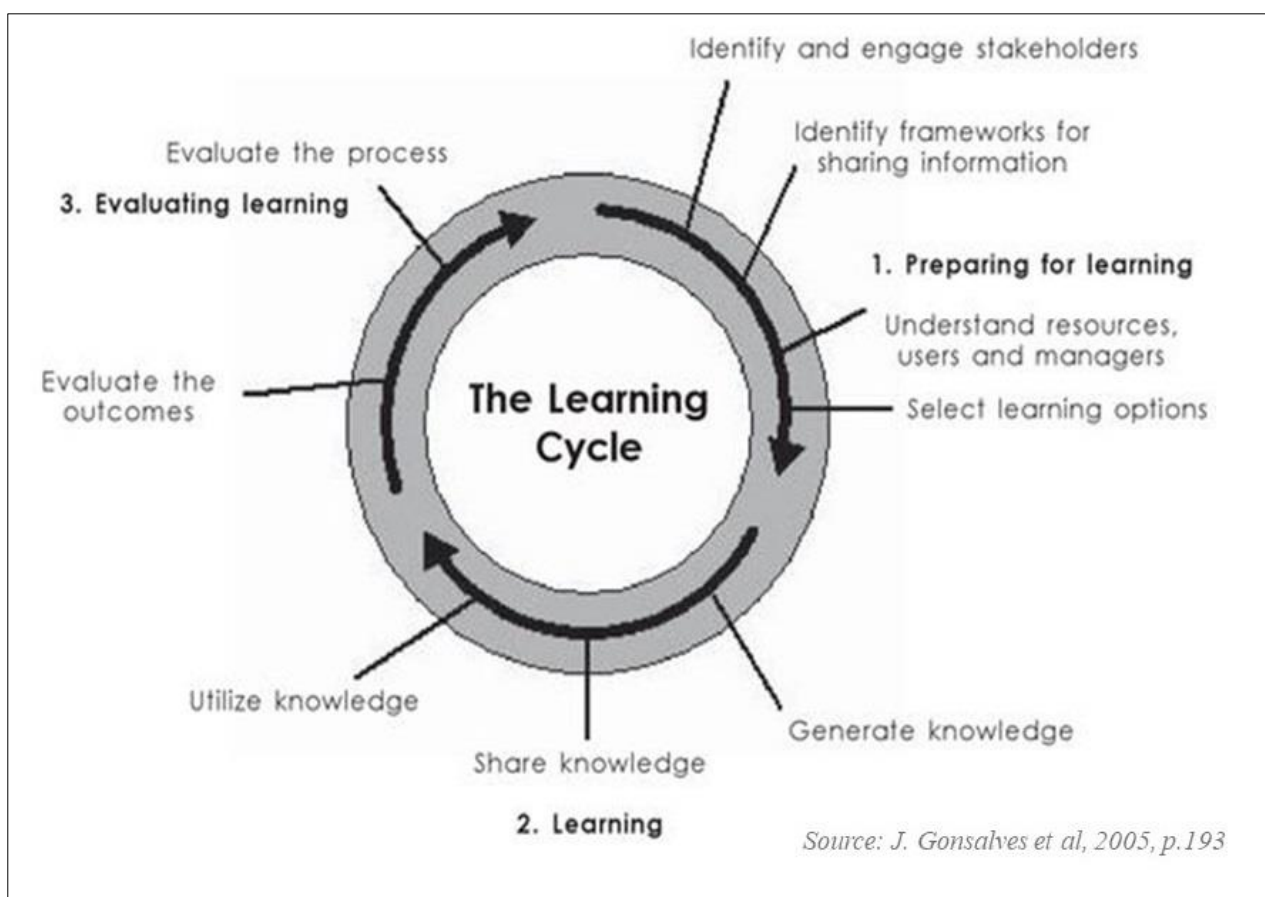 Identify and engage stakeholders
Identify frameworks for
sharing information
1. Preparing for learning
Understand resources,
users and managers
Select learning options
Generate knowledge
Share knowledge
2. Learning
Utilize knowledge
Evaluate the
outcomes
3. Evaluating learning
Evaluate the process
The Learning
Cycle
Source: J. Gonsalves et al, 2005, p.193